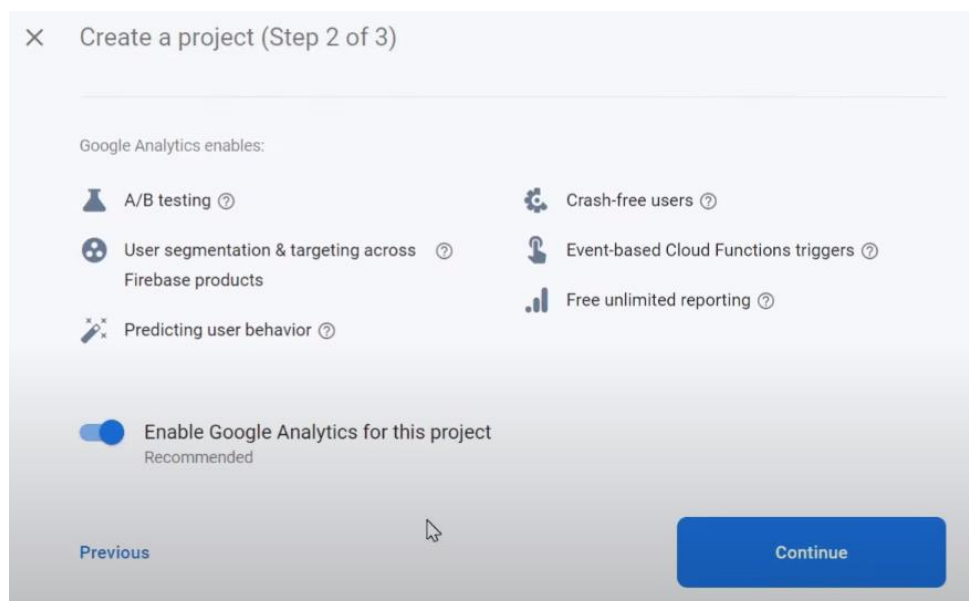 Create a project (Step 2 of 3)
Google Analytics enables:
A/B testing
Crash-free users
User segmentation & targeting across
Firebase products
Event-based Cloud Functions triggers
Predicting user behavior
Free unlimited reporting
Enable Google Analytics for this project
Recommended
Previous
Continue